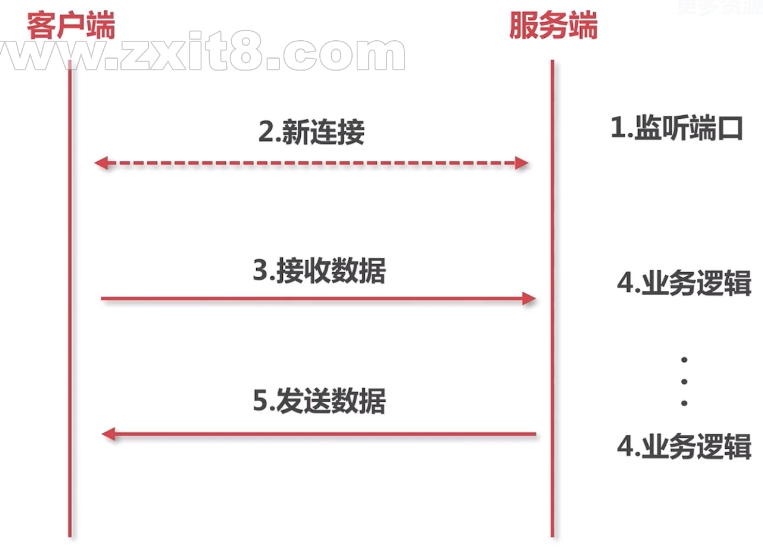 更多资源
客户端
服务端
www.zxit8.com
2.新连接
1.监听端口
3.接收数据
4.业务逻辑
5.发送数据
4.业务逻辑